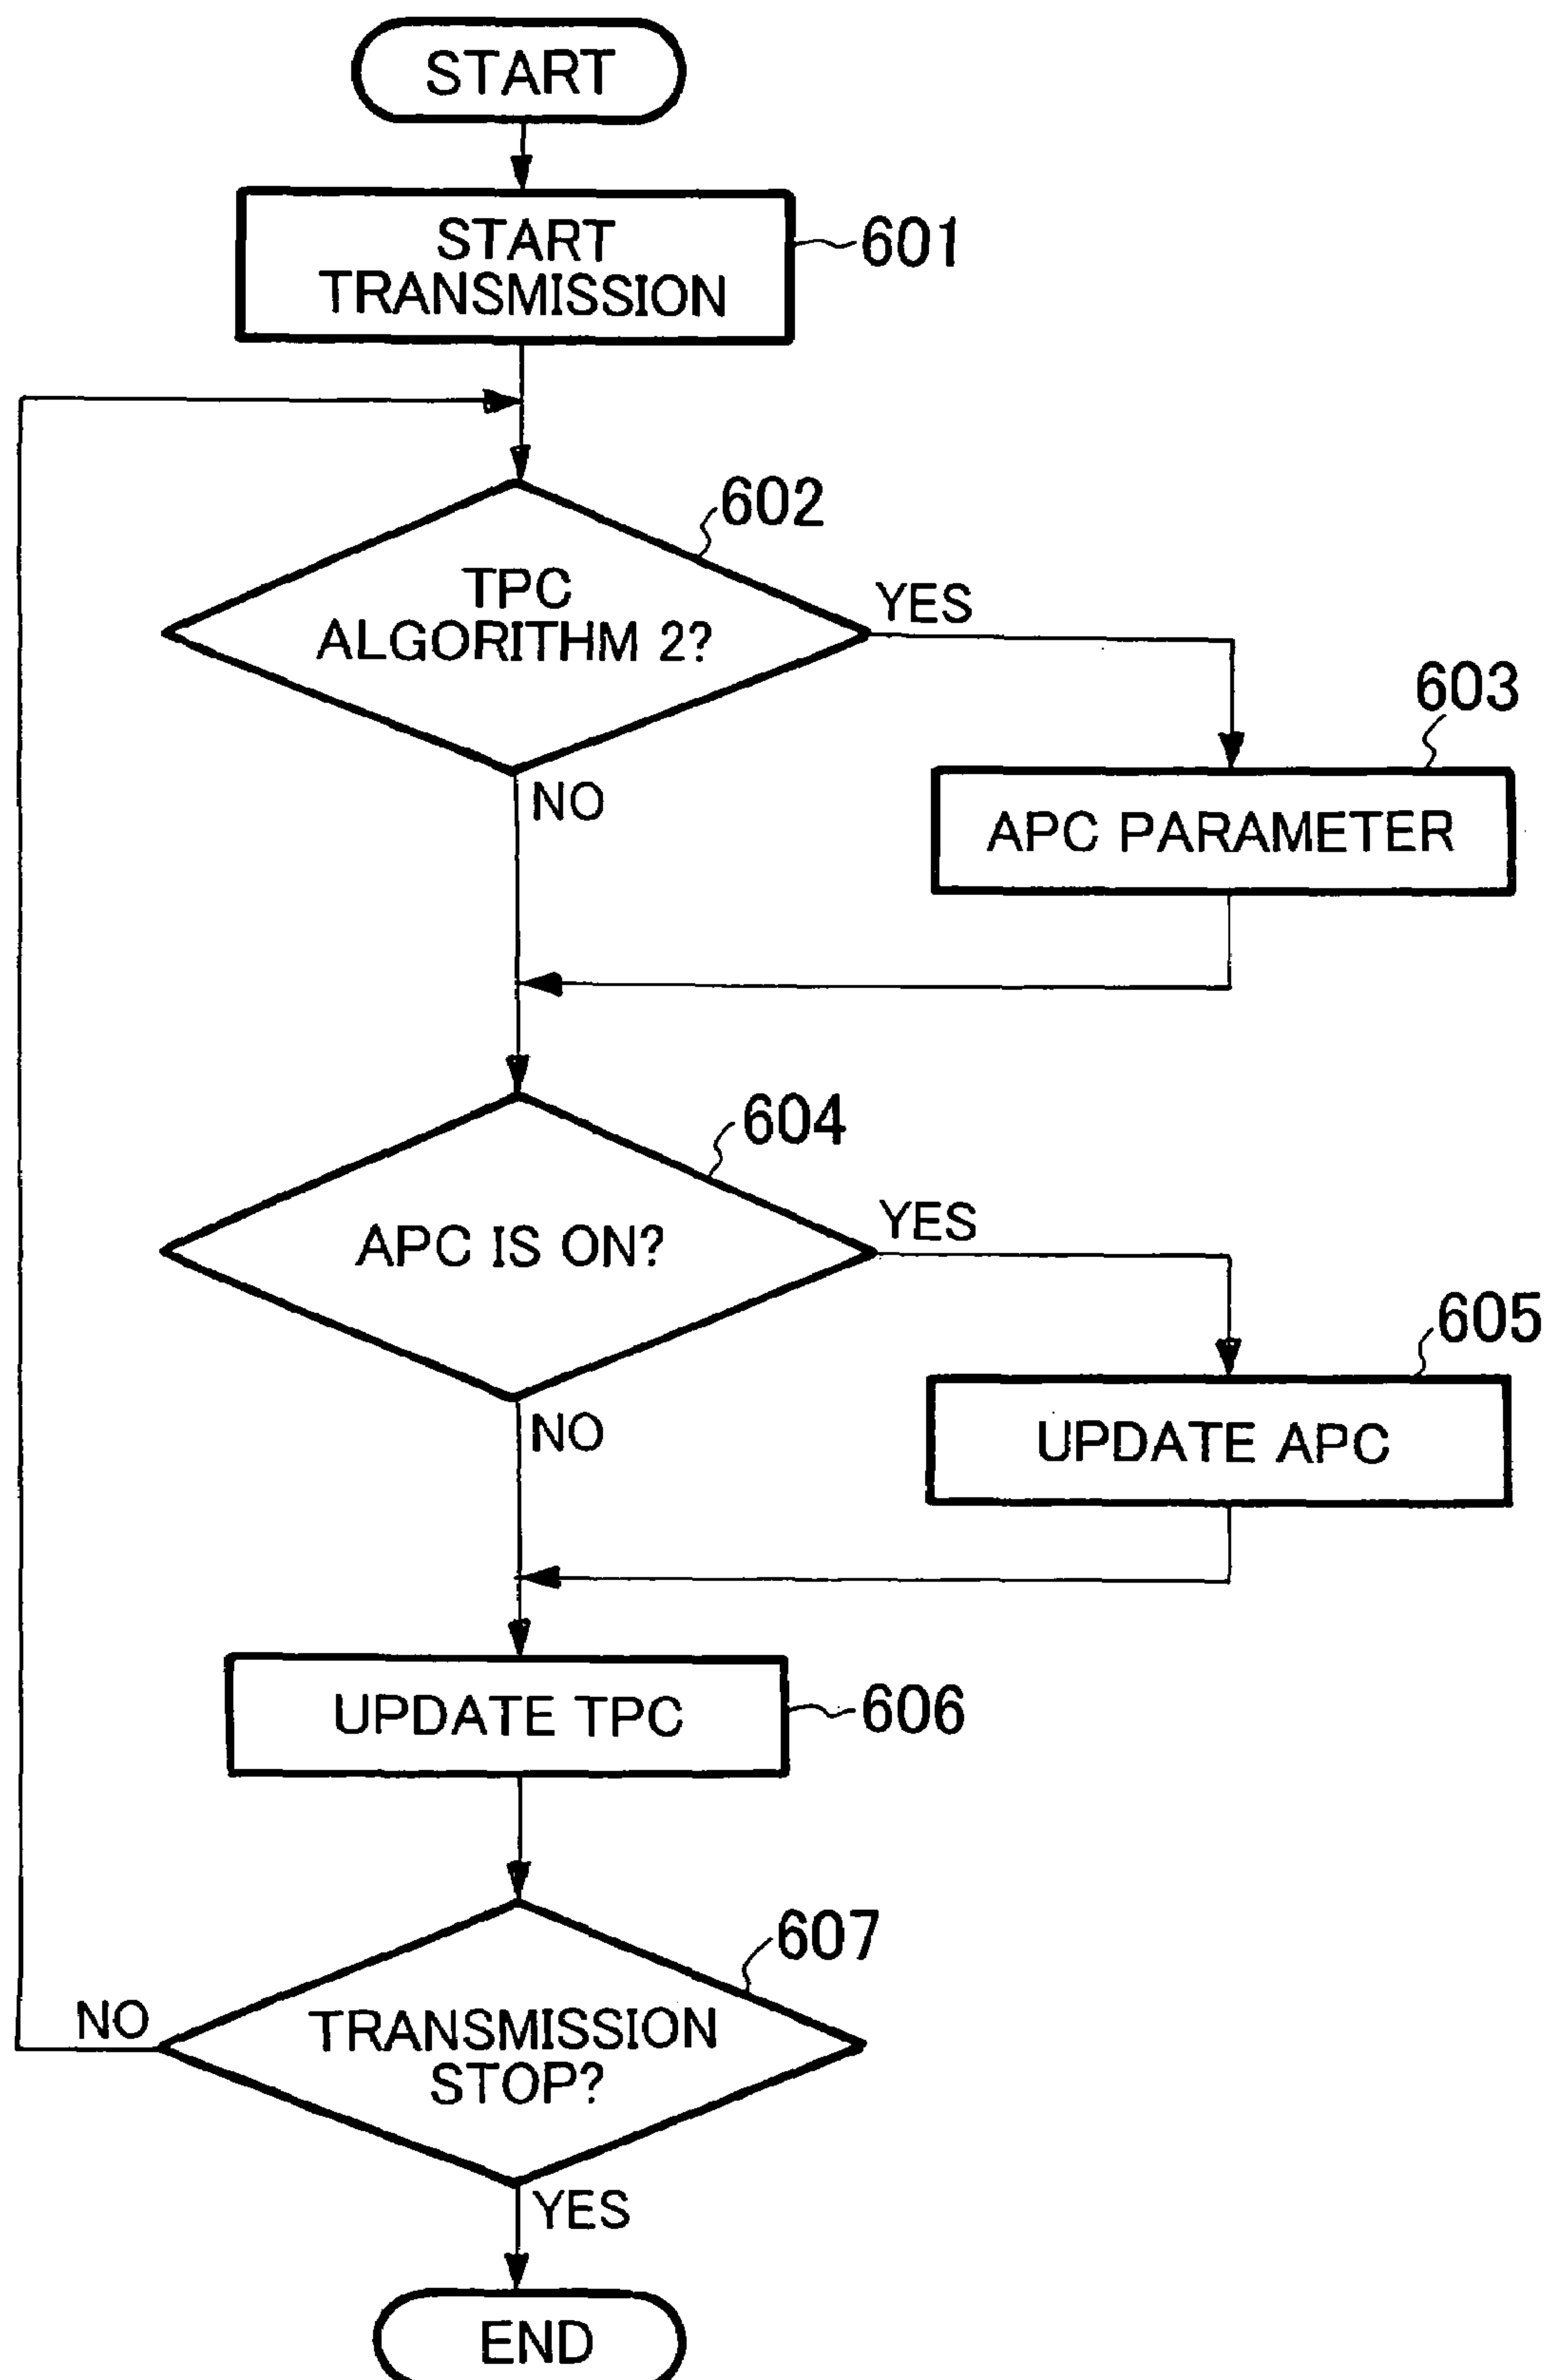 START
START
TRANSMISSION
601
602
TPC
ALGORITHM 2?
YES
603
NO
APC PARAMETER
604
APC IS ON?
YES
605
NO
UPDATE APC
UPDATE TPC
606
607
NO
TRANSMISSION
STOP?
YES
END